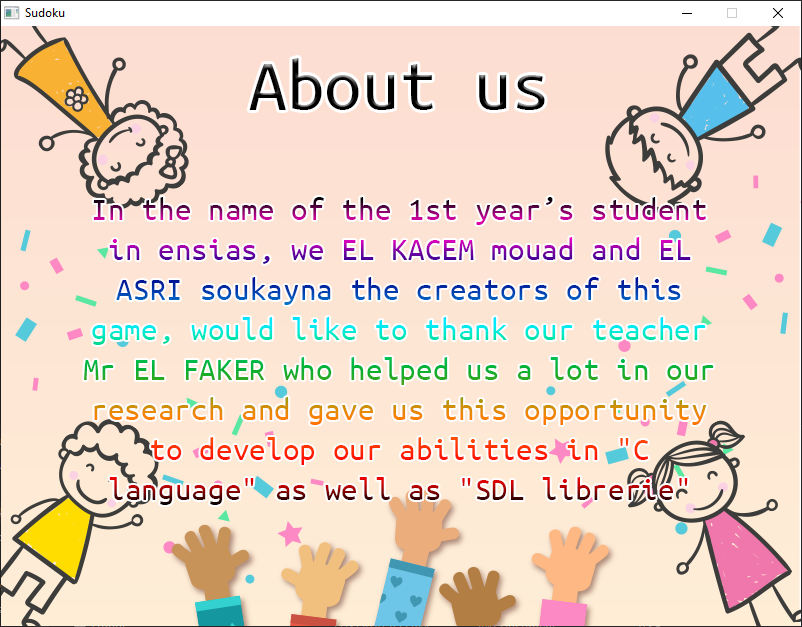 Sudoku
About us
In the name of the 1st year’s student
in ensias, we EL KACEM mouad and EL
ASRI soukayna the creators of this
game, would like to thank our teacher
Mr EL FAKER who helped us a lot in our
research and gave us this opportunity
to develop our abilities in "C
language" as well as "SDL librerie"